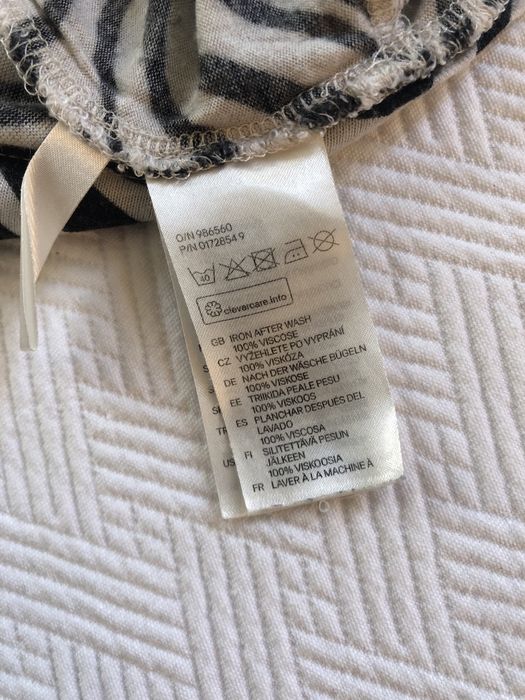 O/N 986560
P/N 0172854 9
40
clevercare.info
GB IRON AFTER WASH
100% VISCOSE
CZ VYŽEHLETE PO VYPRÁNÍ
100% VISKÓZA
DE NACH DER WÄSCHE BÜGELN
100% VISKOSE
EE TRIIKIDA PEALE PESU
100% VISKOOS
ES PLANCHAR DESPUÉS DEL
LAVADO
100% VISCOSA
FI SILITETTÄVÄ PESUN
JÄLKEEN
100% VISKOOSIA
FR LAVER À LA MACHINE À
US